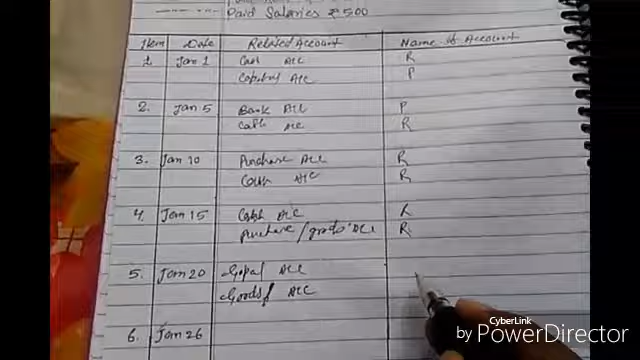 Paid Salaries ₹500
Item Date Related Account Name of Account
1. Jan 1 Cash A/C R
Capital A/C P
2. Jan 5 Bank A/C P
Cash A/C R
3. Jan 10 Purchase A/C R
Cash A/C R
4. Jan 15 Cash A/C R
Purchase/goods A/C R
5. Jan 20 Gopal A/C
Goods A/C
6. Jan 26
CyberLink
by PowerDirector